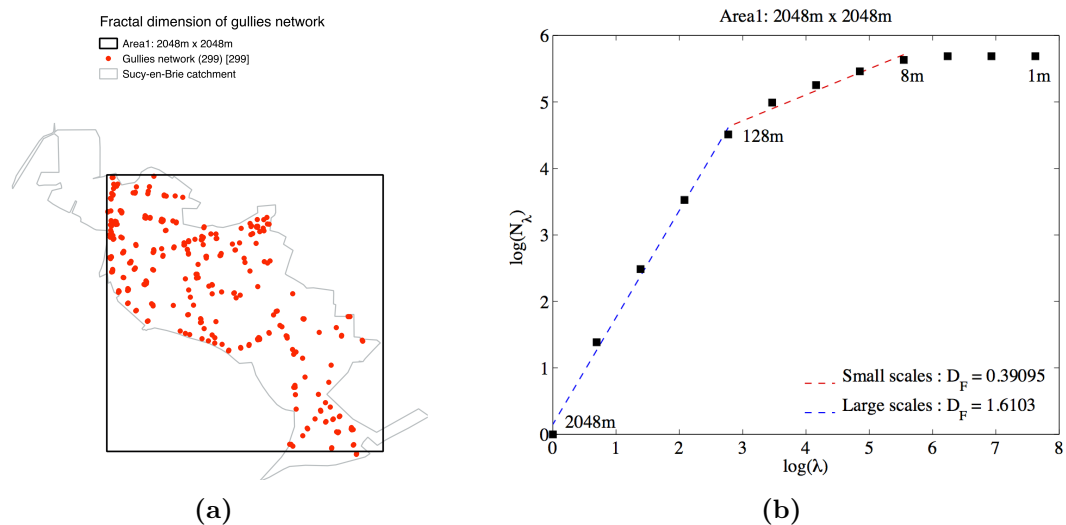 Fractal dimension of gullies network
Area1: 2048m x 2048m
Gullies network (299) [299]
Sucy-en-Brie catchment
(a)
Area1: 2048m x 2048m
log(N_λ)
6
5
4
3
2
1
0
8m
1m
128m
2048m
Small scales : D_F = 0.39095
Large scales : D_F = 1.6103
0 1 2 3 4 5 6 7 8
log(λ)
(b)